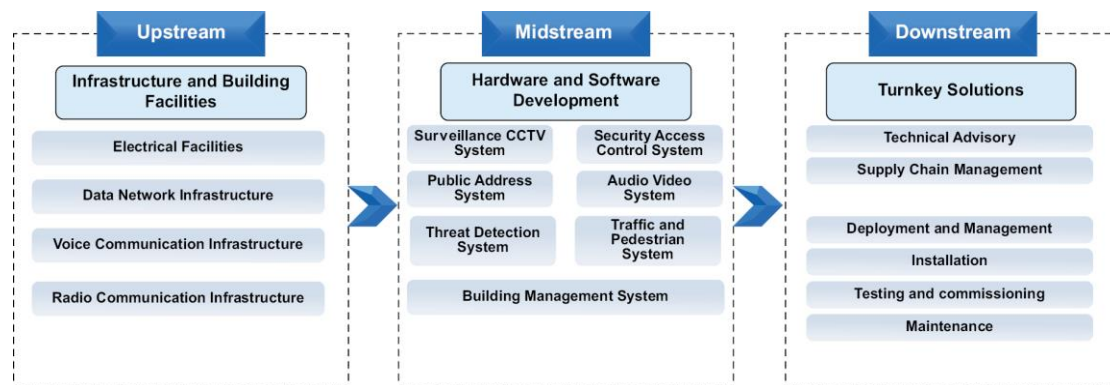 Upstream
Infrastructure and Building
Facilities
Electrical Facilities
Data Network Infrastructure
Voice Communication Infrastructure
Radio Communication Infrastructure
Midstream
Hardware and Software
Development
Surveillance CCTV
System
Security Access
Control System
Public Address
System
Audio Video
System
Threat Detection
System
Traffic and
Pedestrian
System
Building Management System
Downstream
Turnkey Solutions
Technical Advisory
Supply Chain Management
Deployment and Management
Installation
Testing and commissioning
Maintenance